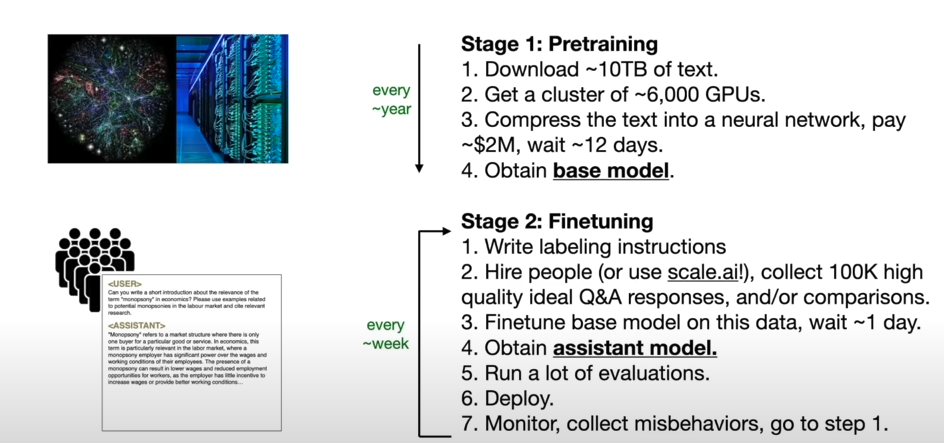 every
~year
Stage 1: Pretraining
1. Download ~10TB of text.
2. Get a cluster of ~6,000 GPUs.
3. Compress the text into a neural network, pay
~$2M, wait ~12 days.
4. Obtain base model.
<USER>
Can you write a short introduction about the relevance of the
term "monopsony" in economics? Please use examples related
to potential monopsonies in the labour market and cite relevant
research.
<ASSISTANT>
"Monopsony" refers to a market structure where there is only
one buyer for a particular good or service. In economics, this
term is particularly relevant in the labor market, where a
monopsony employer has significant power over the wages and
working conditions of their employees. The presence of a
monopsony can result in lower wages and reduced employment
opportunities for workers, as the employer has little incentive to
increase wages or provide better working conditions...
every
~week
Stage 2: Finetuning
1. Write labeling instructions
2. Hire people (or use scale.ai!), collect 100K high
quality ideal Q&A responses, and/or comparisons.
3. Finetune base model on this data, wait ~1 day.
4. Obtain assistant model.
5. Run a lot of evaluations.
6. Deploy.
7. Monitor, collect misbehaviors, go to step 1.